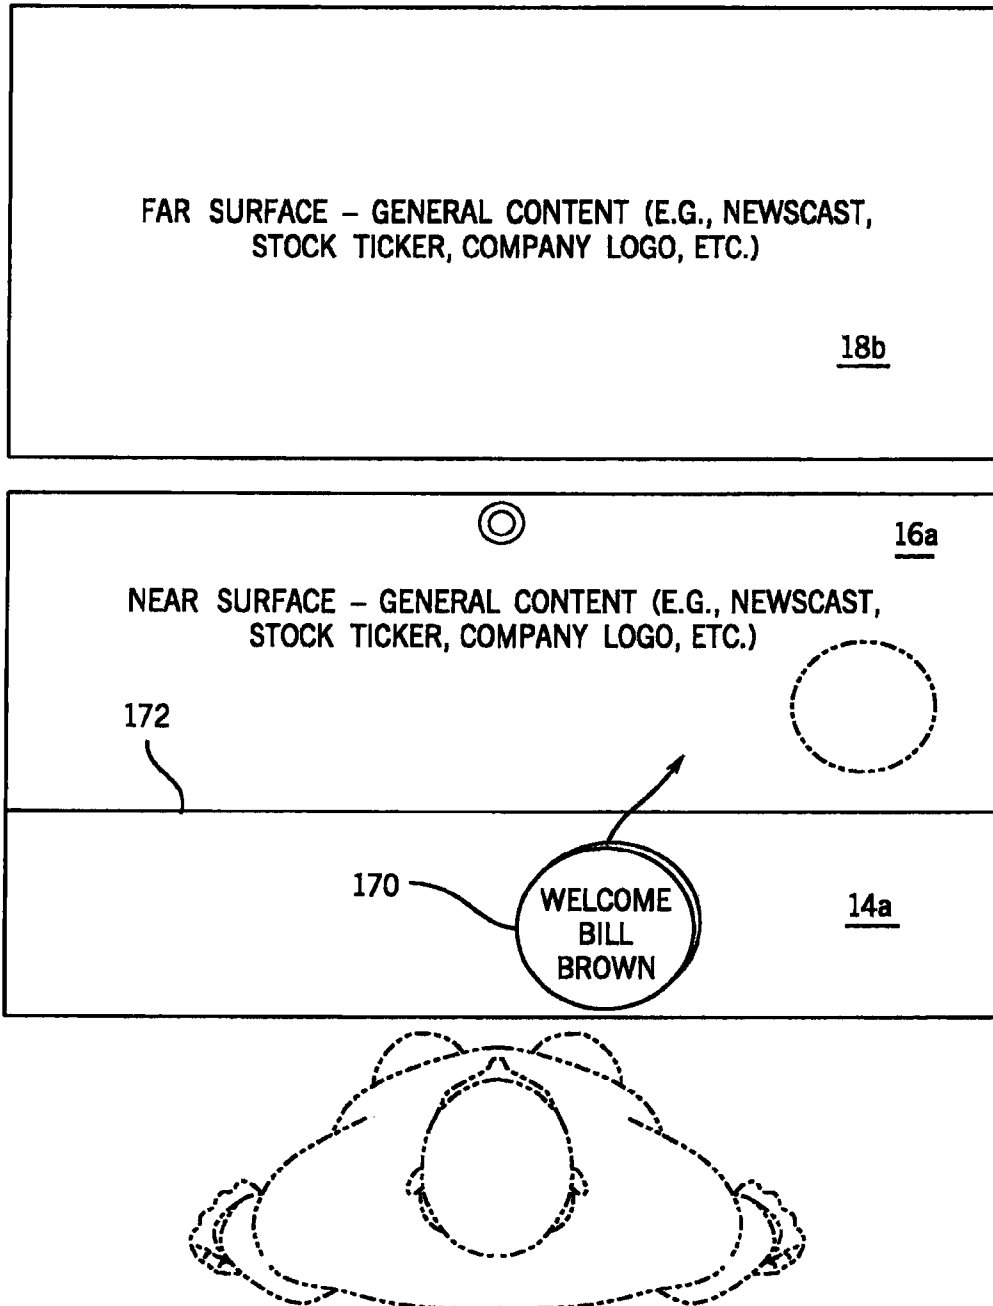 FAR SURFACE – GENERAL CONTENT (E.G., NEWSCAST,
STOCK TICKER, COMPANY LOGO, ETC.)
18b
16a
NEAR SURFACE – GENERAL CONTENT (E.G., NEWSCAST,
STOCK TICKER, COMPANY LOGO, ETC.)
172
170
WELCOME
BILL
BROWN
14a